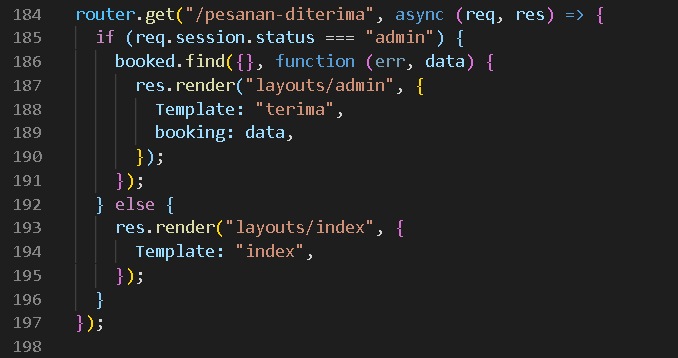 184 router.get("/pesanan-diterima", async (req, res) => {
185 if (req.session.status === "admin") {
186 booked.find({}, function (err, data) {
187 res.render("layouts/admin", {
188 Template: "terima",
189 booking: data,
190 });
191 });
192 } else {
193 res.render("layouts/index", {
194 Template: "index",
195 });
196 }
197 });
198